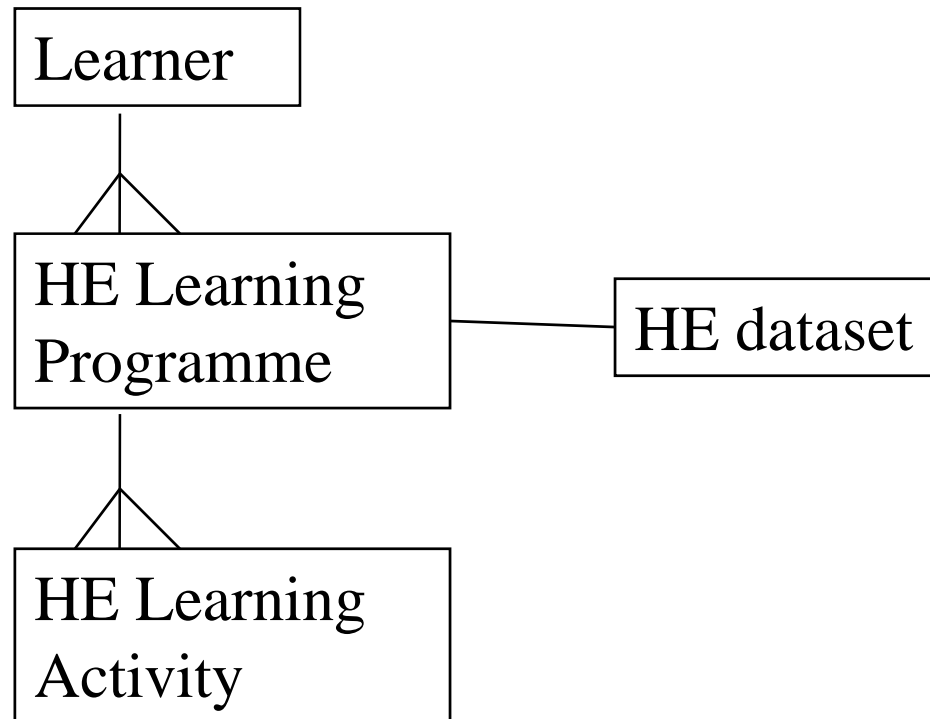 Learner
HE Learning
Programme
HE dataset
HE Learning
Activity